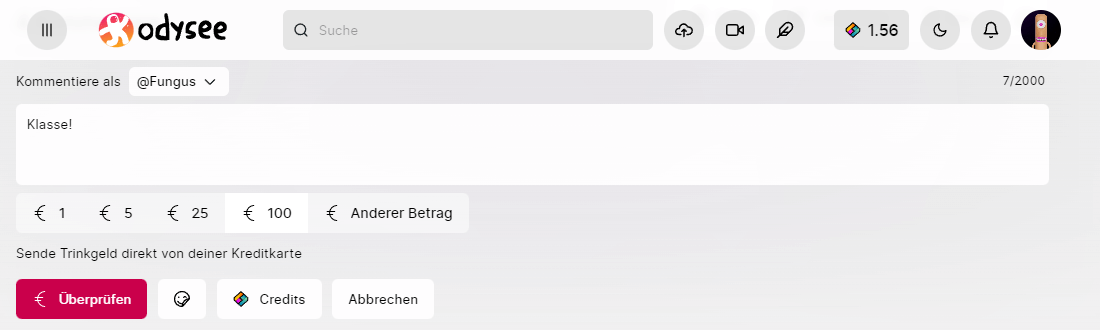 odysee Suche 1.56
Kommentiere als @Fungus 7/2000
Klasse!
€ 1 € 5 € 25 € 100 € Anderer Betrag
Sende Trinkgeld direkt von deiner Kreditkarte
€ Überprüfen Credits Abbrechen